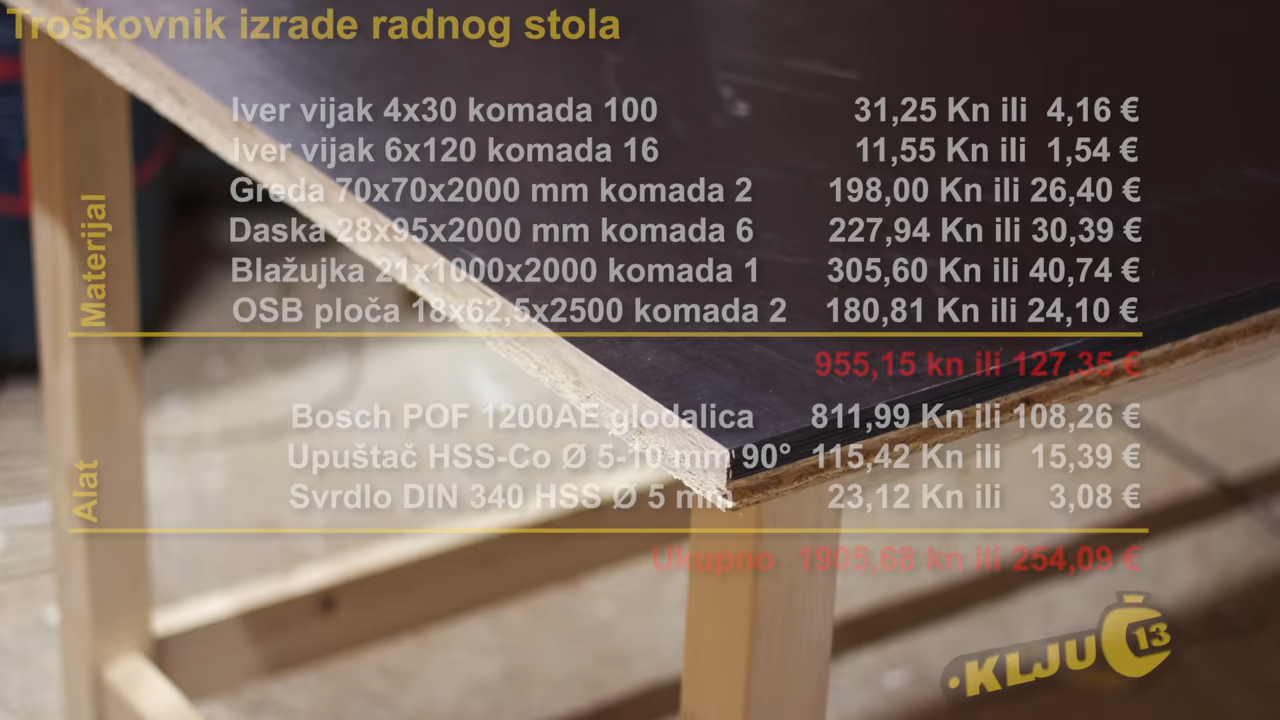 Troškovnik izrade radnog stola
Materijal
Iver vijak 4x30 komada 100 31,25 Kn ili 4,16 €
Iver vijak 6x120 komada 16 11,55 Kn ili 1,54 €
Greda 70x70x2000 mm komada 2 198,00 Kn ili 26,40 €
Daska 28x95x2000 mm komada 6 227,94 Kn ili 30,39 €
Blažujka 21x1000x2000 komada 1 305,60 Kn ili 40,74 €
OSB ploča 18x62,5x2500 komada 2 180,81 Kn ili 24,10 €
955,15 kn ili 127,35 €
Alat
Bosch POF 1200AE glodalica 811,99 Kn ili 108,26 €
Upuštač HSS-Co Ø 5-10 mm 90° 115,42 Kn ili 15,39 €
Svrdlo DIN 340 HSS Ø 5 mm 23,12 Kn ili 3,08 €
Ukupno 1905,68 kn ili 254,09 €
KLJUČ 13